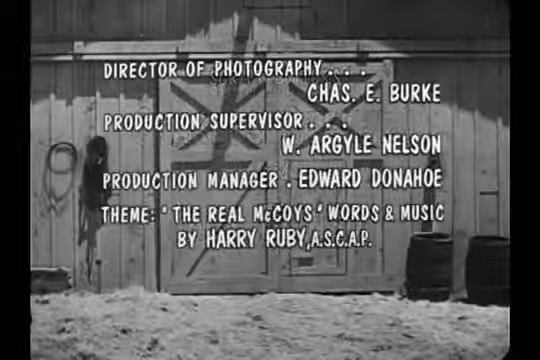 DIRECTOR OF PHOTOGRAPHY . . .
CHAS. E. BURKE
PRODUCTION SUPERVISOR . . .
W. ARGYLE NELSON
PRODUCTION MANAGER . EDWARD DONAHOE
THEME: "THE REAL McCOYS" WORDS & MUSIC
BY HARRY RUBY, A.S.C.A.P.